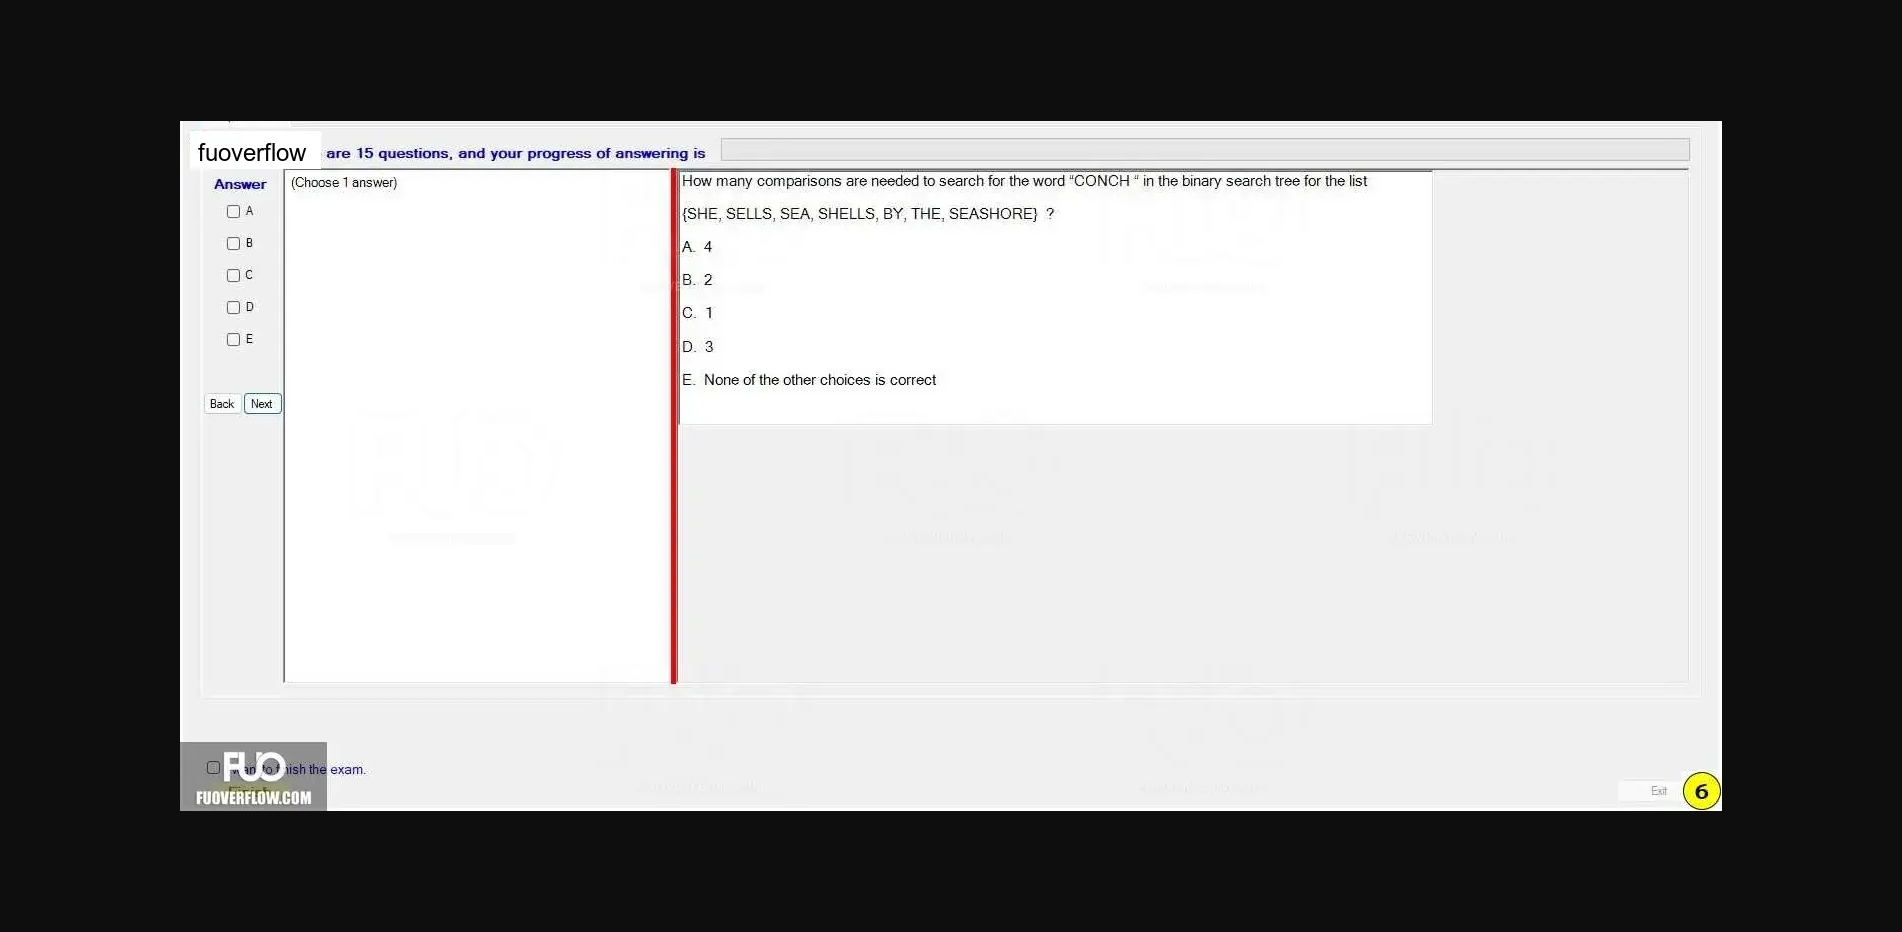 fuoverflow are 15 questions, and your progress of answering is
Answer
A
B
C
D
E
Back Next
(Choose 1 answer)
How many comparisons are needed to search for the word “CONCH “ in the binary search tree for the list
{SHE, SELLS, SEA, SHELLS, BY, THE, SEASHORE} ?
A. 4
B. 2
C. 1
D. 3
E. None of the other choices is correct
FUO
to finish the exam.
FUOVERFLOW.COM
Exit
6